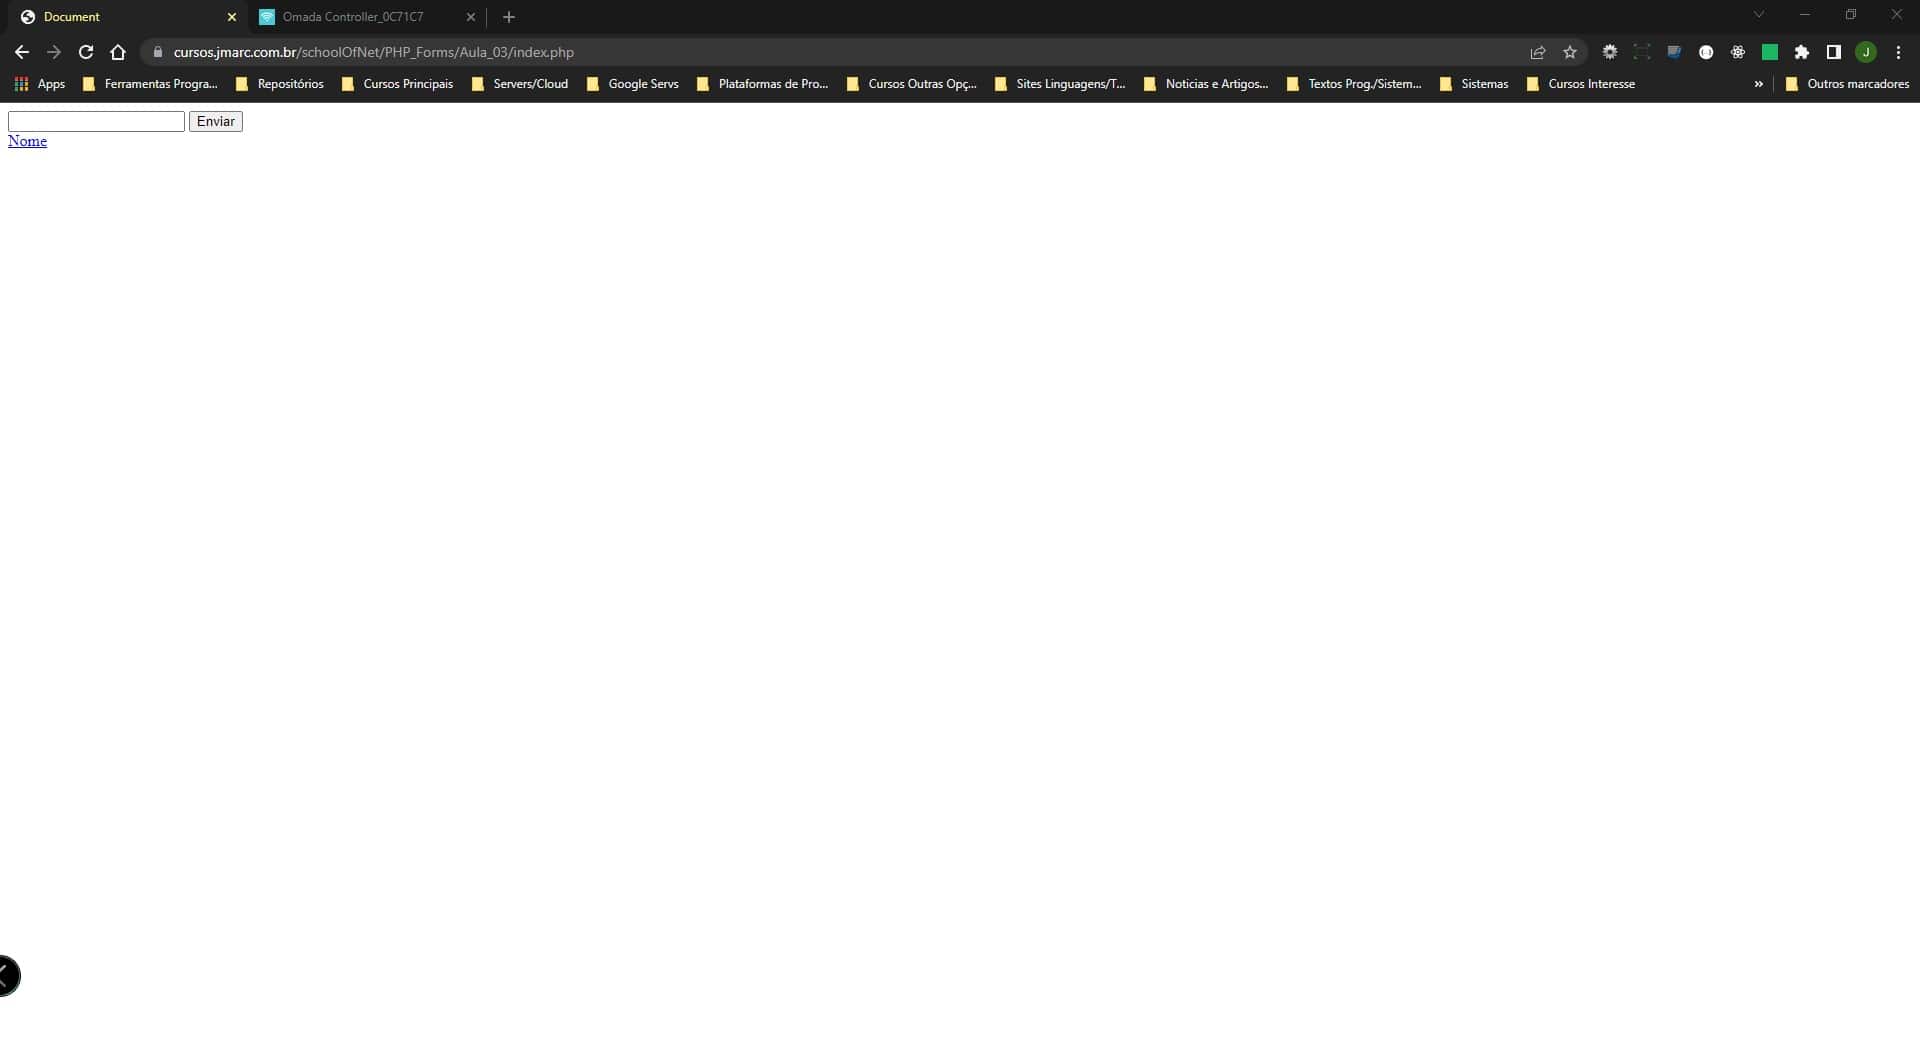 Document
Omada Controller_0C71C7
cursos.jmarc.com.br/schoolOfNet/PHP_Forms/Aula_03/index.php
J
Apps
Ferramentas Progra...
Repositórios
Cursos Principais
Servers/Cloud
Google Servs
Plataformas de Pro...
Cursos Outras Opç...
Sites Linguagens/T...
Noticias e Artigos...
Textos Prog./Sistem...
Sistemas
Cursos Interesse
»
Outros marcadores
Enviar
Nome